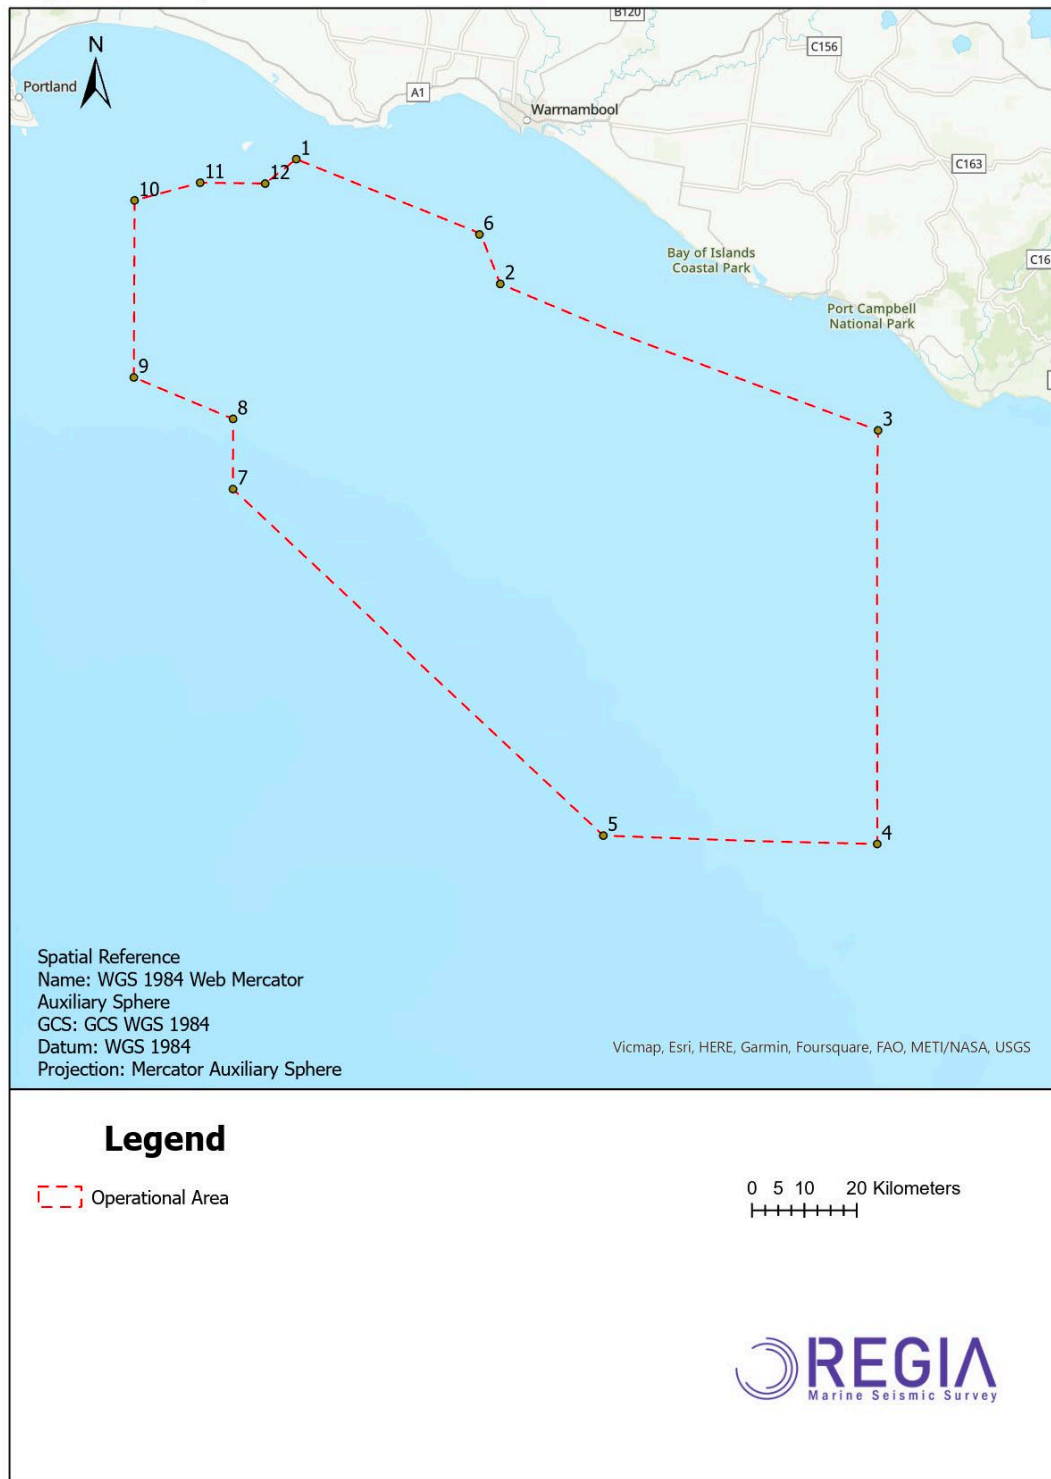 B120
C156
N
Portland
A1
Warrnambool
1
11
12
C163
10
6
Bay of Islands
Coastal Park
C16
2
Port Campbell
National Park
9
8
3
7
5
4
Spatial Reference
Name: WGS 1984 Web Mercator
Auxiliary Sphere
GCS: GCS WGS 1984
Datum: WGS 1984
Projection: Mercator Auxiliary Sphere
Vicmap, Esri, HERE, Garmin, Foursquare, FAO, METI/NASA, USGS
Legend
Operational Area
0 5 10 20 Kilometers
REGIA
Marine Seismic Survey